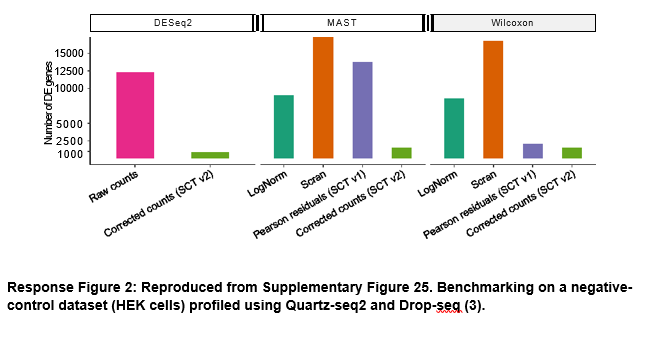 DESeq2
MAST
Wilcoxon
Number of DE genes
15000
12500
10000
5000
2500
1000
Raw counts
Corrected counts (SCT v2)
LogNorm
Scran
Pearson residuals (SCT v1)
Corrected counts (SCT v2)
LogNorm
Scran
Pearson residuals (SCT v1)
Corrected counts (SCT v2)
Response Figure 2: Reproduced from Supplementary Figure 25. Benchmarking on a negative-
control dataset (HEK cells) profiled using Quartz-seq2 and Drop-seq (3).